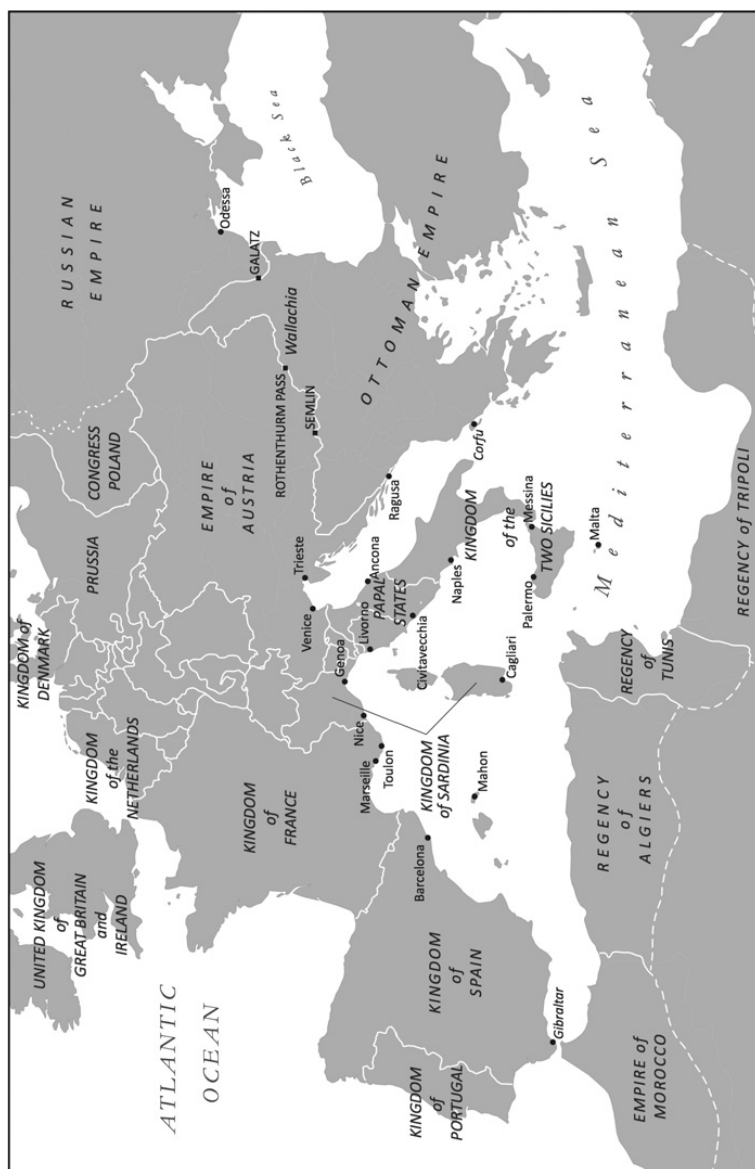 UNITED KINGDOM
of
GREAT BRITAIN
and
IRELAND
KINGDOM of
DENMARK
KINGDOM
of the
NETHERLANDS
PRUSSIA
CONGRESS
POLAND
RUSSIAN
EMPIRE
ATLANTIC
OCEAN
KINGDOM
of
FRANCE
EMPIRE
of
AUSTRIA
Odessa
GALATZ
Wallachia
ROTHENTHURM PASS
SEMLIN
Black Sea
Trieste
Venice
Genoa
Nice
Marseille
Toulon
Livorno
Ancona
PAPAL
STATES
Civitavecchia
Ragusa
OTTOMAN EMPIRE
KINGDOM
of
PORTUGAL
KINGDOM
of
SPAIN
Barcelona
Mahon
KINGDOM
of SARDINIA
Cagliari
Naples
KINGDOM
of the
TWO SICILIES
Palermo
Messina
Corfu
Malta
Mediterranean Sea
Gibraltar
EMPIRE of
MOROCCO
REGENCY
of
ALGIERS
REGENCY
of
TUNIS
REGENCY of TRIPOLI